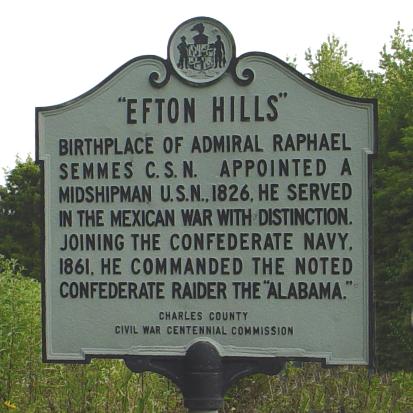 "EFTON HILLS"
BIRTHPLACE OF ADMIRAL RAPHAEL
SEMMES C.S.N. APPOINTED A
MIDSHIPMAN U.S.N., 1826, HE SERVED
IN THE MEXICAN WAR WITH DISTINCTION.
JOINING THE CONFEDERATE NAVY,
1861, HE COMMANDED THE NOTED
CONFEDERATE RAIDER THE "ALABAMA."
CHARLES COUNTY
CIVIL WAR CENTENNIAL COMMISSION